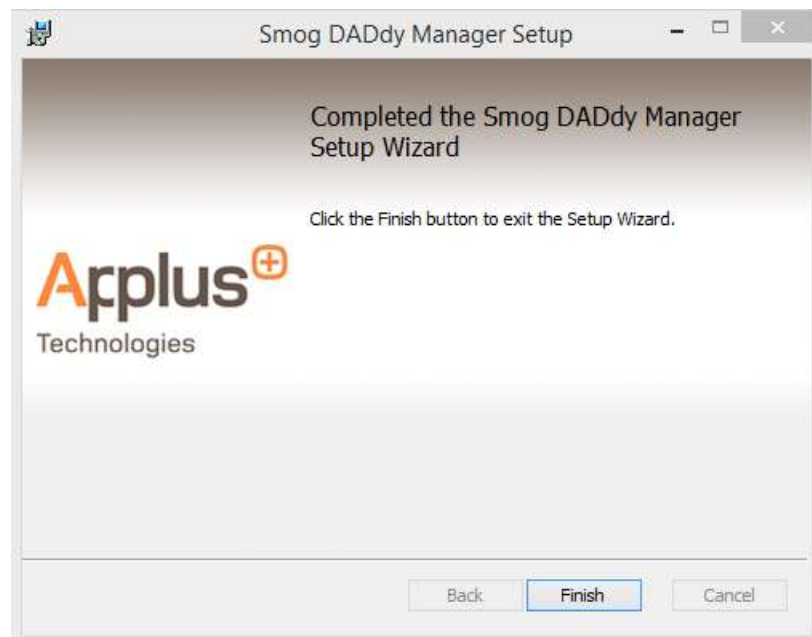 Smog DADdy Manager Setup
Completed the Smog DADdy Manager
Setup Wizard
Click the Finish button to exit the Setup Wizard.
Applus+
Technologies
Back
Finish
Cancel